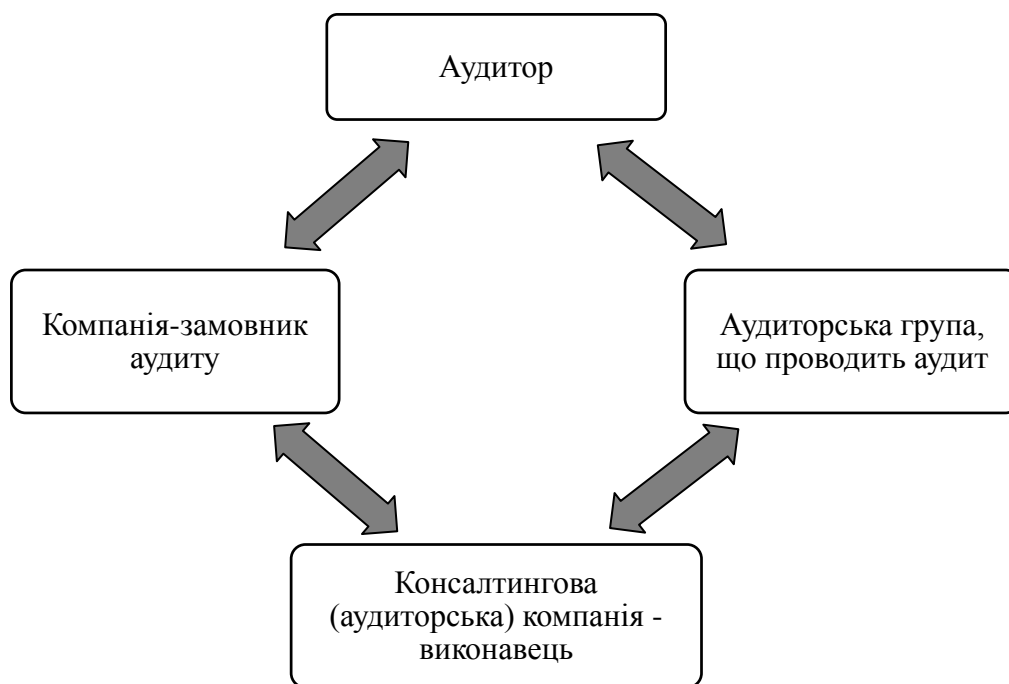 Аудитор
Компанія-замовник
аудиту
Аудиторська група,
що проводить аудит
Консалтингова
(аудиторська) компанія -
виконавець